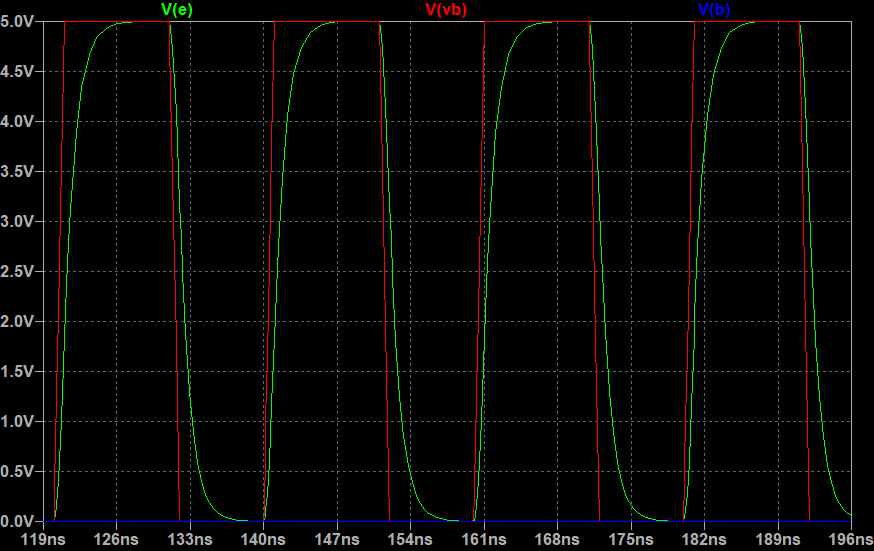 V(e) V(vb) V(b)
5.0V
4.5V
4.0V
3.5V
3.0V
2.5V
2.0V
1.5V
1.0V
0.5V
0.0V
119ns 126ns 133ns 140ns 147ns 154ns 161ns 168ns 175ns 182ns 189ns 196ns